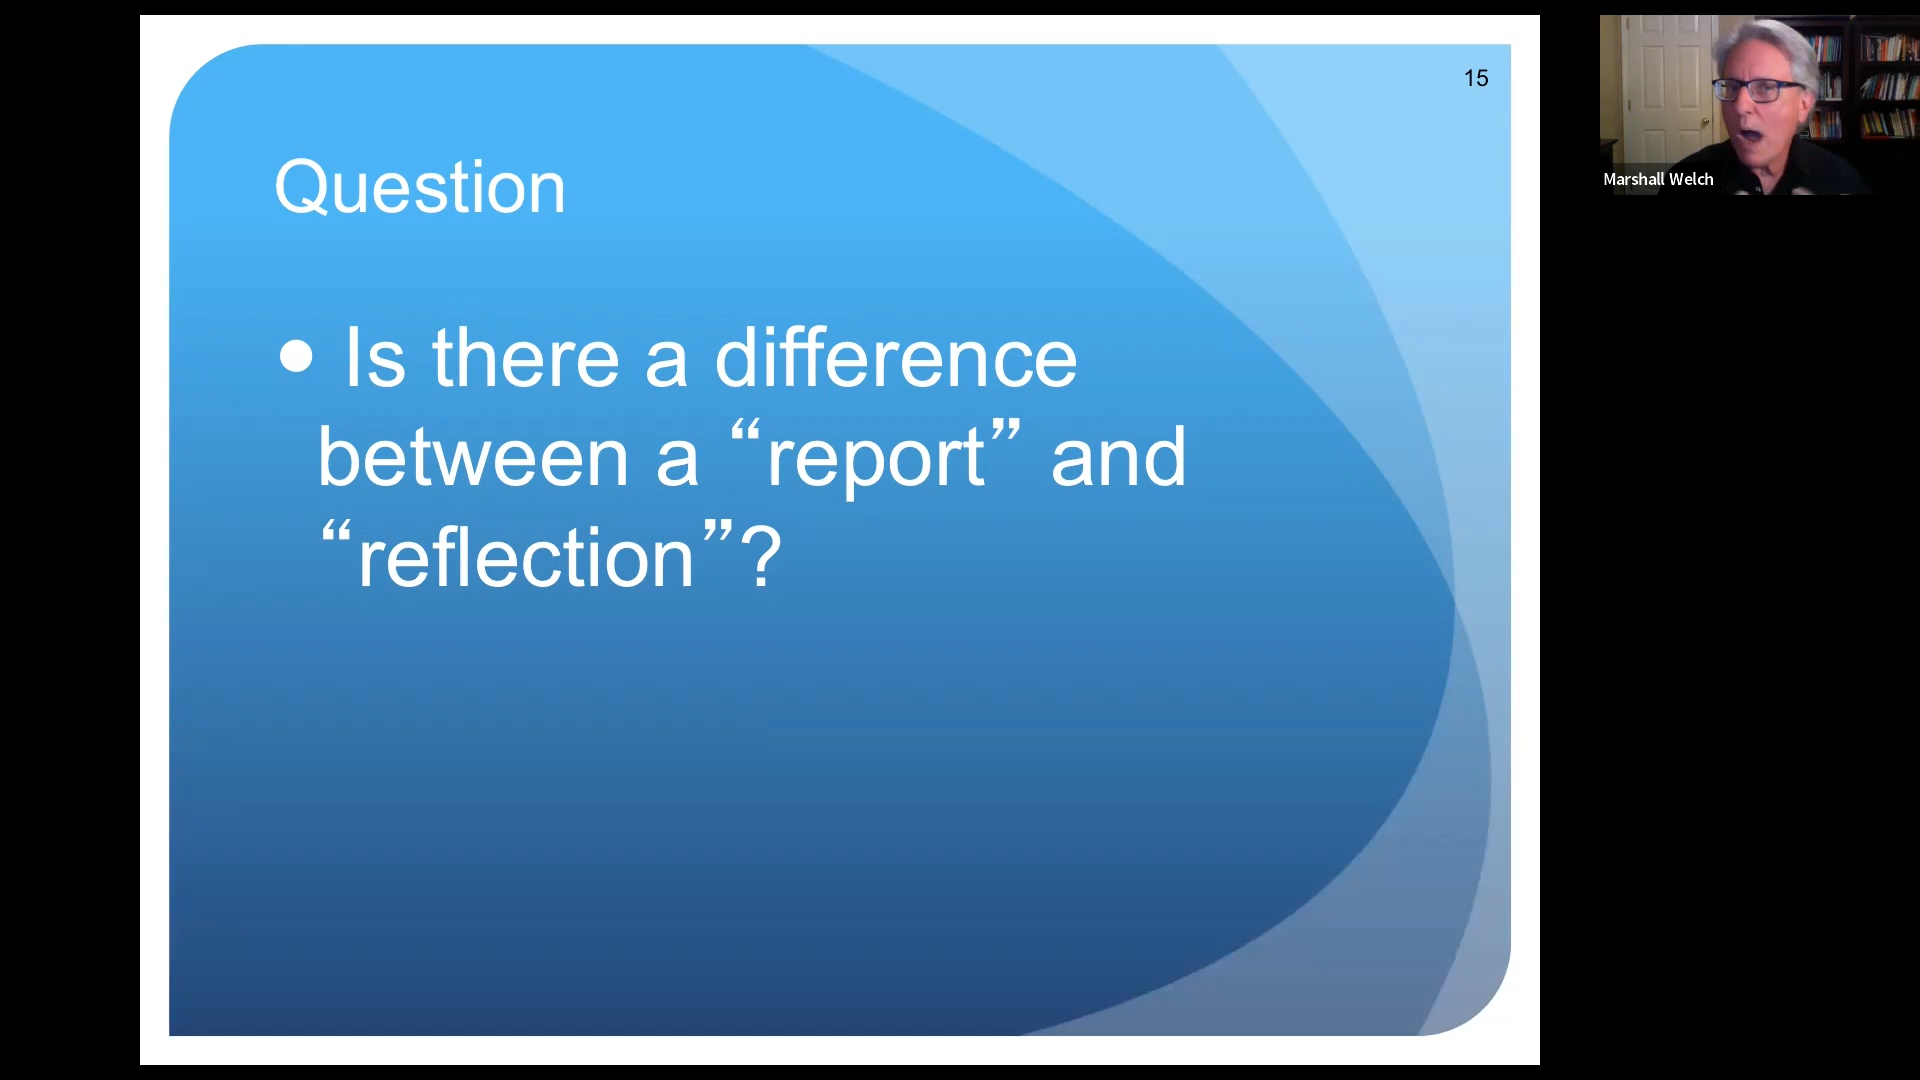 15
Question
● Is there a difference
between a “report” and
“reflection”?
Marshall Welch